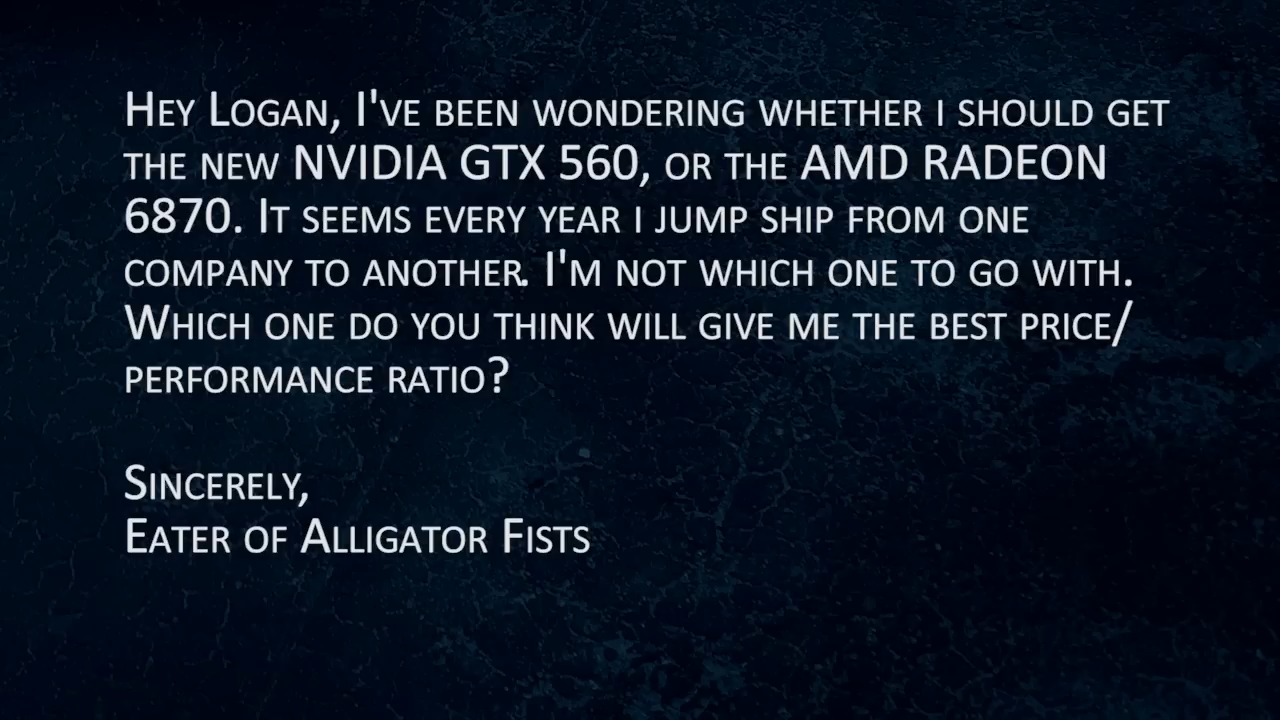 Hey Logan, I've been wondering whether i should get
the new NVIDIA GTX 560, or the AMD RADEON
6870. It seems every year i jump ship from one
company to another. I'm not which one to go with.
Which one do you think will give me the best price/
performance ratio?
Sincerely,
Eater of Alligator Fists